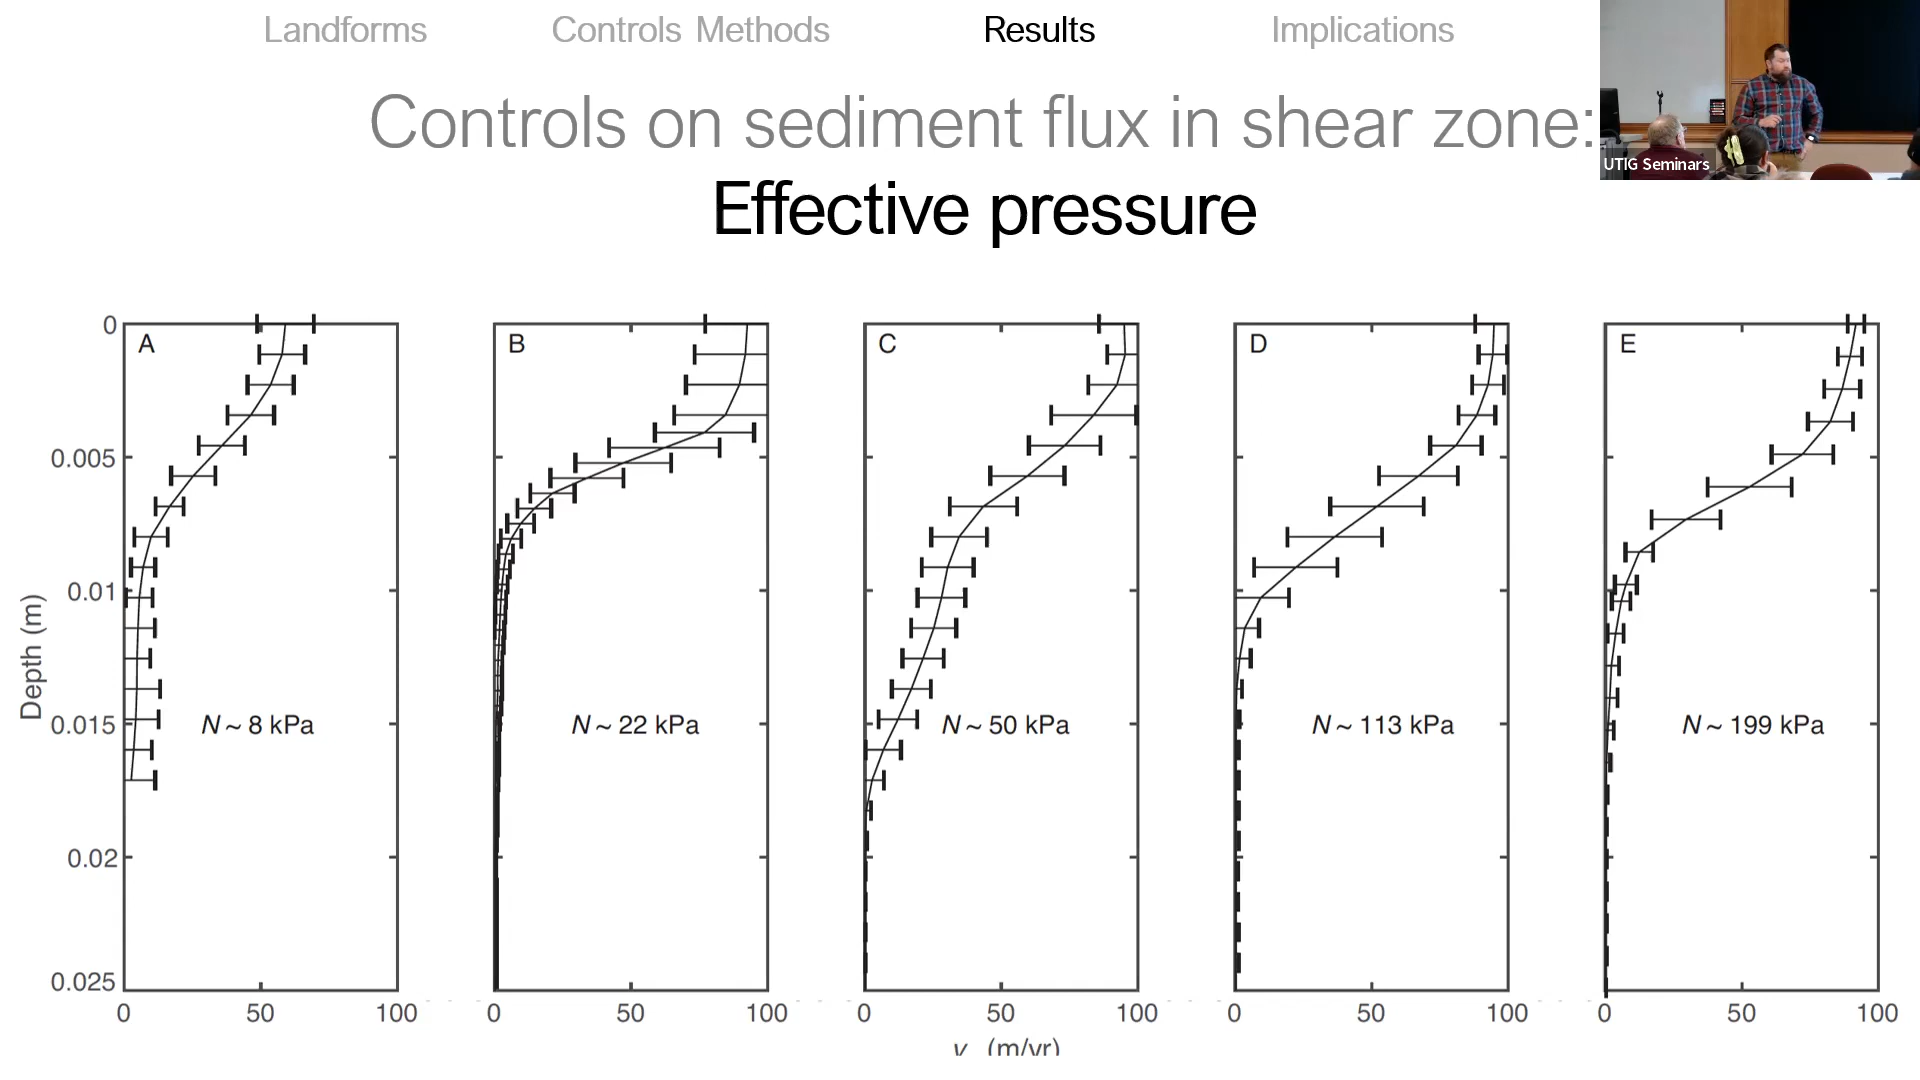 Landforms Controls Methods Results Implications
Controls on sediment flux in shear zone:
Effective pressure
UTIG Seminars
A B C D E
0
0.005
0.01
0.015
0.02
0.025
Depth (m)
N ~ 8 kPa N ~ 22 kPa N ~ 50 kPa N ~ 113 kPa N ~ 199 kPa
0 50 100 0 50 100 0 50 100 0 50 100 0 50 100
v (m/yr)